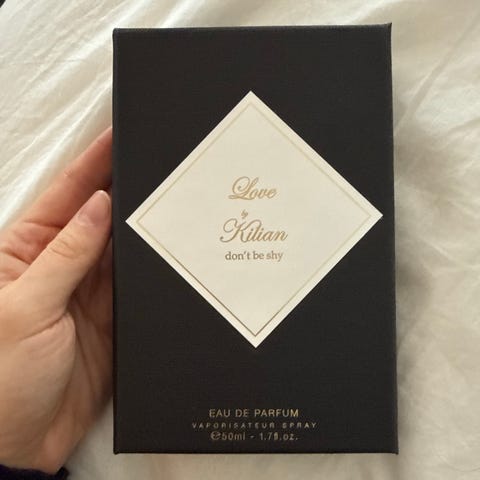 Love
by
Kilian
don't be shy
EAU DE PARFUM
VAPORISATEUR SPRAY
℮50ml - 1.7fl.oz.